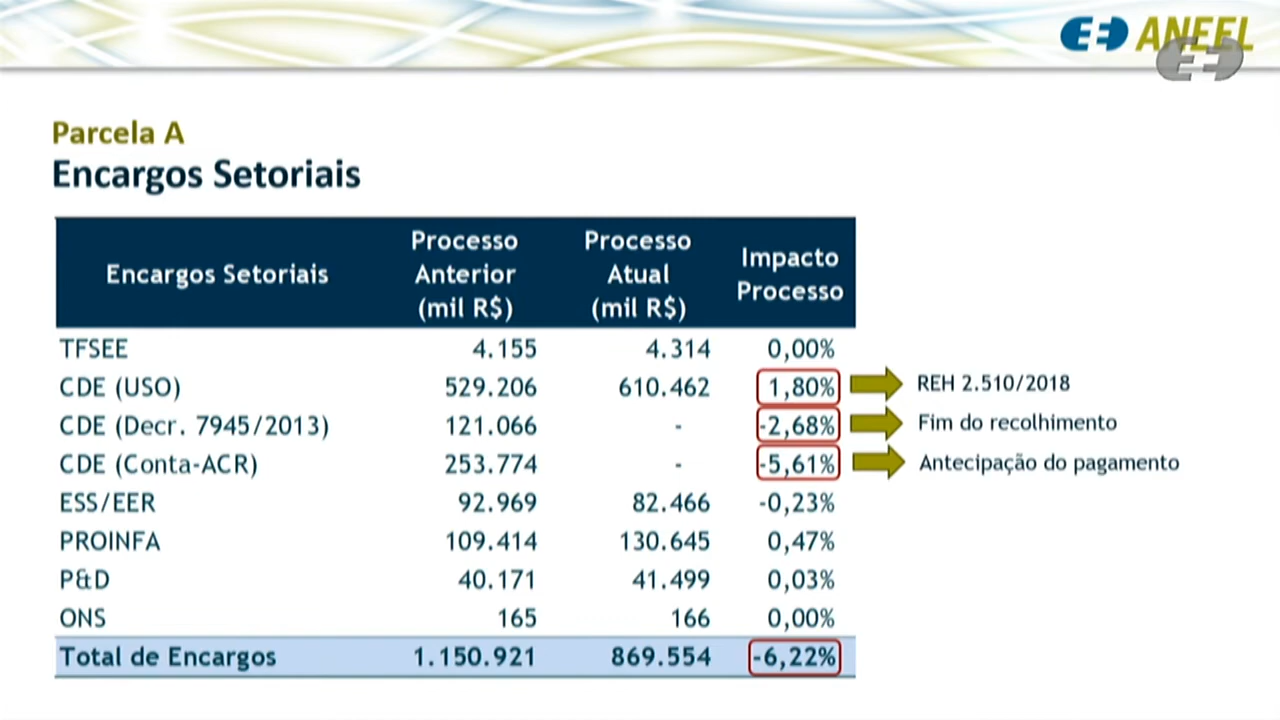 ANEEL
Parcela A
Encargos Setoriais
Encargos Setoriais Processo Anterior (mil R$) Processo Atual (mil R$) Impacto Processo
TFSEE 4.155 4.314 0,00%
CDE (USO) 529.206 610.462 1,80% REH 2.510/2018
CDE (Decr. 7945/2013) 121.066 - -2,68% Fim do recolhimento
CDE (Conta-ACR) 253.774 - -5,61% Antecipação do pagamento
ESS/EER 92.969 82.466 -0,23%
PROINFA 109.414 130.645 0,47%
P&D 40.171 41.499 0,03%
ONS 165 166 0,00%
Total de Encargos 1.150.921 869.554 -6,22%